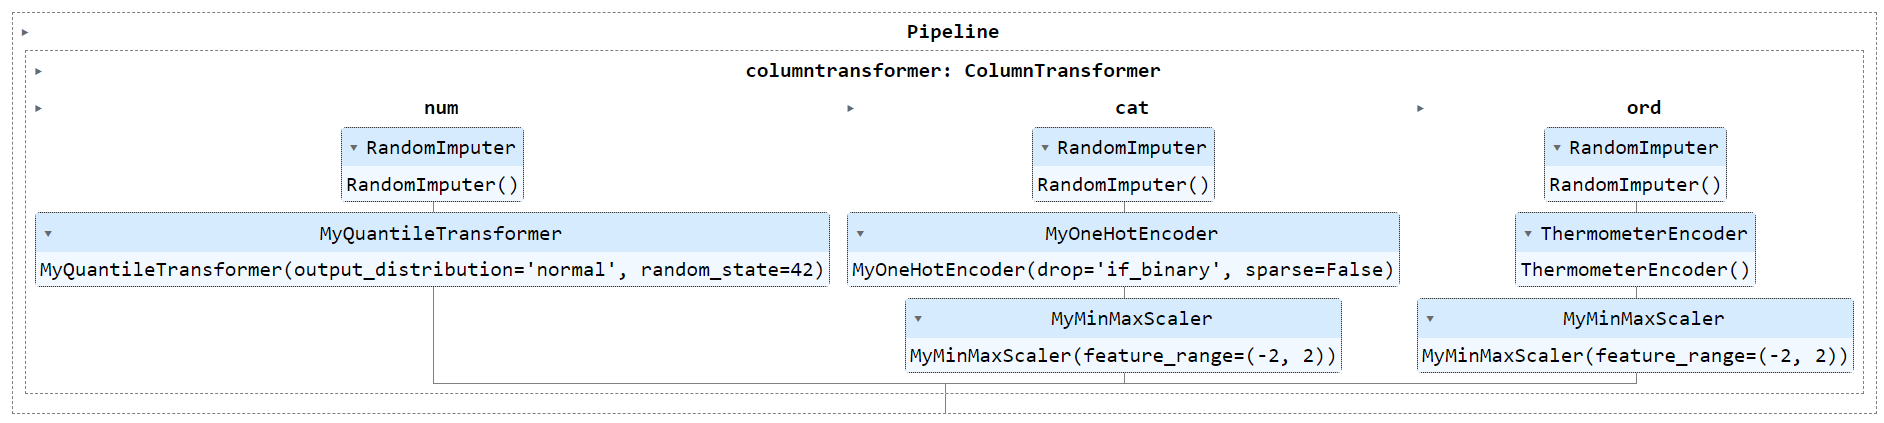 Pipeline
columntransformer: ColumnTransformer
num
cat
ord
RandomImputer
RandomImputer()
RandomImputer
RandomImputer()
RandomImputer
RandomImputer()
MyQuantileTransformer
MyQuantileTransformer(output_distribution='normal', random_state=42)
MyOneHotEncoder
MyOneHotEncoder(drop='if_binary', sparse=False)
ThermometerEncoder
ThermometerEncoder()
MyMinMaxScaler
MyMinMaxScaler(feature_range=(-2, 2))
MyMinMaxScaler
MyMinMaxScaler(feature_range=(-2, 2))